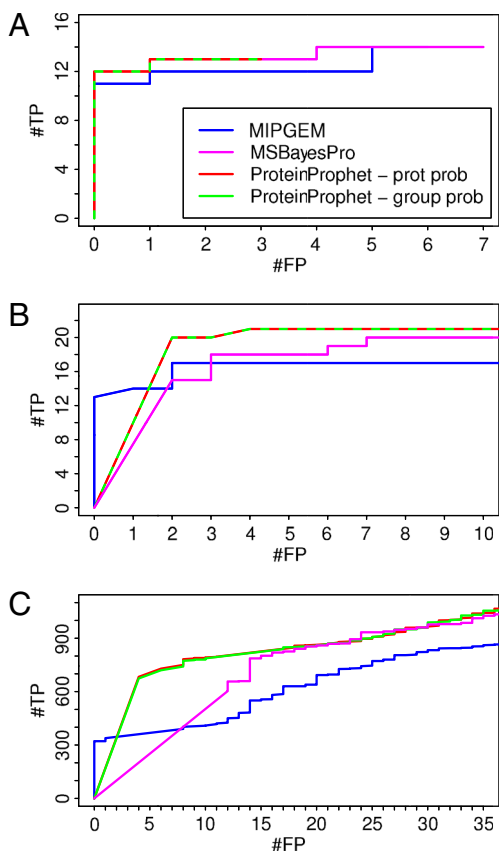 A
#TP
0 4 8 12 16
MIPGEM
MSBayesPro
ProteinProphet − prot prob
ProteinProphet − group prob
0 1 2 3 4 5 6 7
#FP
B
#TP
0 4 8 12 16 20
0 1 2 3 4 5 6 7 8 9 10
#FP
C
#TP
0 300 600 900
0 5 10 15 20 25 30 35
#FP